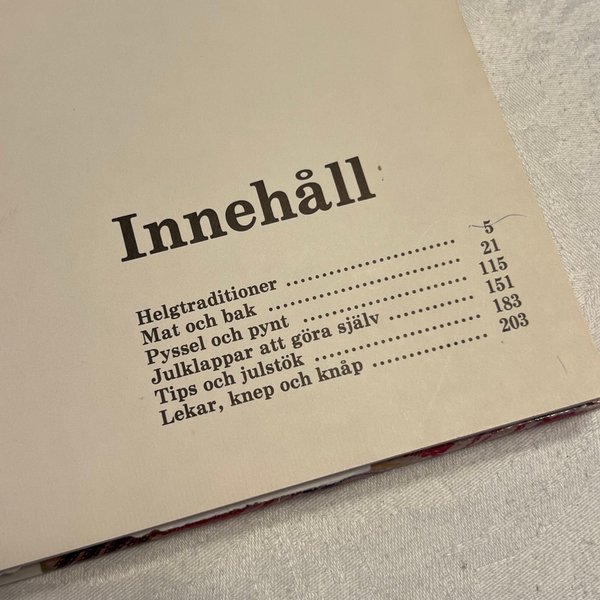 Innehåll
Helgtraditioner .......................... 5
Mat och bak .............................. 21
Pyssel och pynt .......................... 115
Julklappar att göra själv ............ 151
Tips och julstök ........................ 183
Lekar, knep och knåp ................ 203